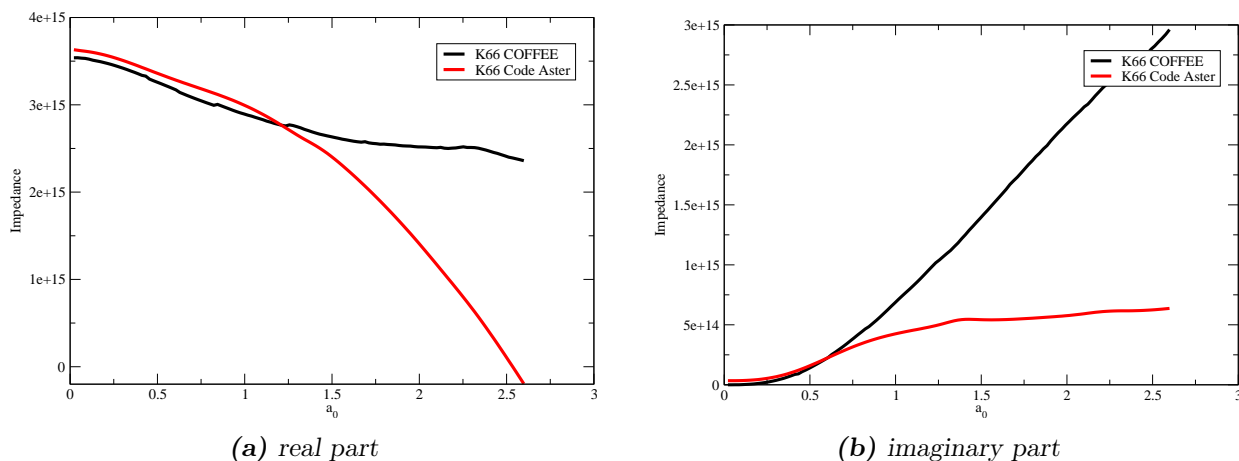 4e+15
3e+15
2e+15
1e+15
0
Impedance
K66 COFFEE
K66 Code Aster
0 0.5 1 1.5 2 2.5 3
a0
(a) real part
3e+15
2.5e+15
2e+15
1.5e+15
1e+15
5e+14
0
Impedance
K66 COFFEE
K66 Code Aster
0.5 1 1.5 2 2.5 3
a0
(b) imaginary part